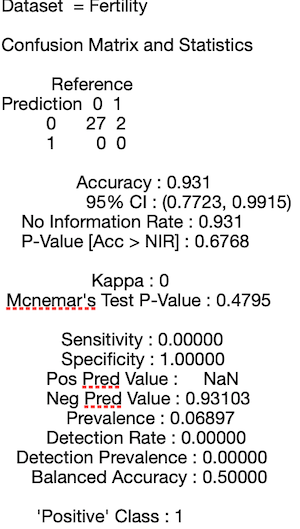 Dataset = Fertility
Confusion Matrix and Statistics
Reference
Prediction 0 1
0 27 2
1 0 0
Accuracy : 0.931
95% CI : (0.7723, 0.9915)
No Information Rate : 0.931
P-Value [Acc > NIR] : 0.6768
Kappa : 0
Mcnemar's Test P-Value : 0.4795
Sensitivity : 0.00000
Specificity : 1.00000
Pos Pred Value : NaN
Neg Pred Value : 0.93103
Prevalence : 0.06897
Detection Rate : 0.00000
Detection Prevalence : 0.00000
Balanced Accuracy : 0.50000
'Positive' Class : 1